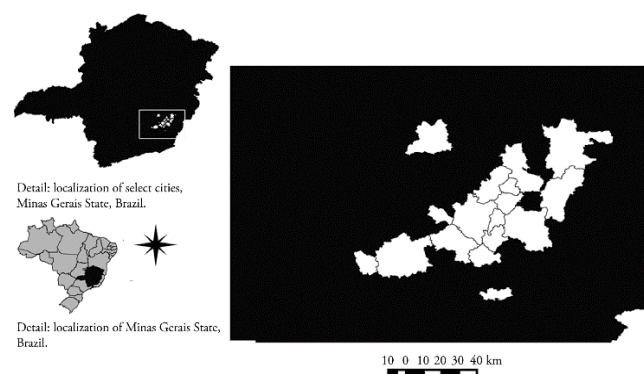 Detail: localization of select cities,
Minas Gerais State, Brazil.
Detail: localization of Minas Gerais State,
Brazil.
10 0 10 20 30 40 km